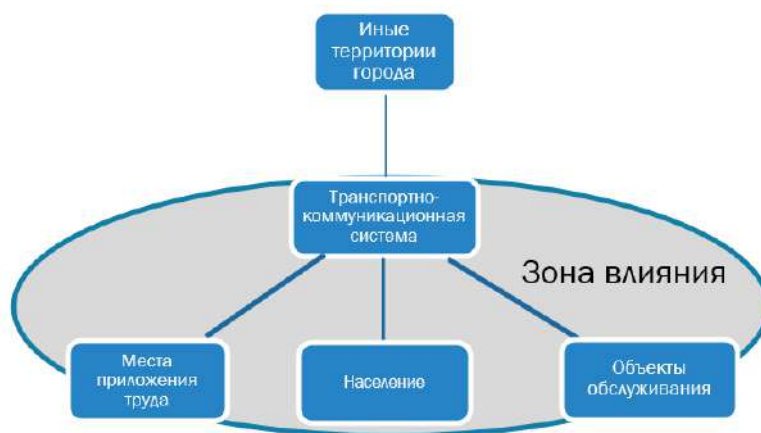 Иные
территории
города
Транспортно-
коммуникационная
система
Зона влияния
Места
приложения
труда
Население
Объекты
обслуживания